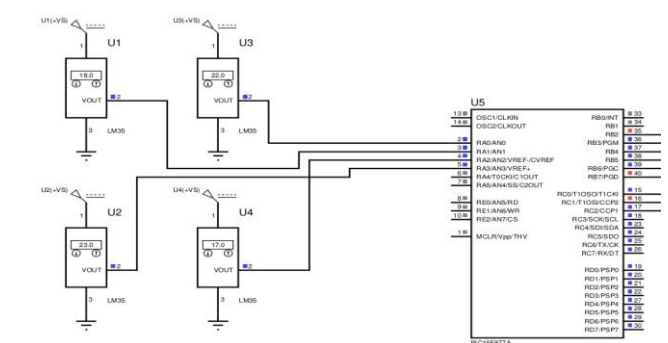 U1(+VS)
U1
1
18.0
VOUT
2
3
LM35
U3(+VS)
U3
1
22.0
VOUT
2
3
LM35
U2(+VS)
U2
1
23.0
VOUT
2
3
LM35
U4(+VS)
U4
1
17.0
VOUT
2
3
LM35
U5
13 OSC1/CLKIN
14 OSC2/CLKOUT
2 RA0/AN0
3 RA1/AN1
4 RA2/AN2/VREF-/CVREF
5 RA3/AN3/VREF+
6 RA4/T0CKI/C1OUT
7 RA5/AN4/SS/C2OUT
8 RE0/AN5/RD
9 RE1/AN6/WR
10 RE2/AN7/CS
1 MCLR/Vpp/THV
RB0/INT 33
RB1 34
RB2 35
RB3/PGM 36
RB4 37
RB5 38
RB6/PGC 39
RB7/PGD 40
RC0/T1OSO/T1CKI 15
RC1/T1OSI/CCP2 16
RC2/CCP1 17
RC3/SCK/SCL 18
RC4/SDI/SDA 23
RC5/SDO 24
RC6/TX/CK 25
RC7/RX/DT 26
RD0/PSP0 19
RD1/PSP1 20
RD2/PSP2 21
RD3/PSP3 22
RD4/PSP4 27
RD5/PSP5 28
RD6/PSP6 29
RD7/PSP7 30
PIC16F877A